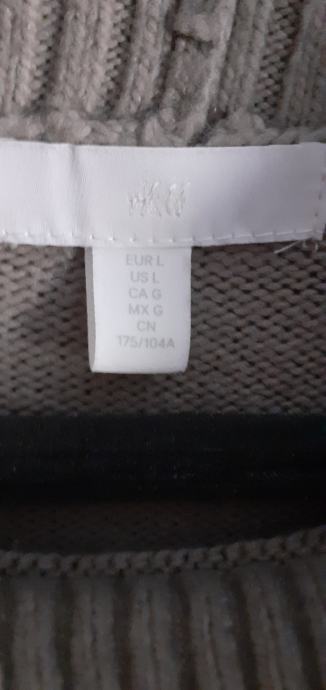 H&M
EUR L
US L
CA G
MX G
CN
175/104A